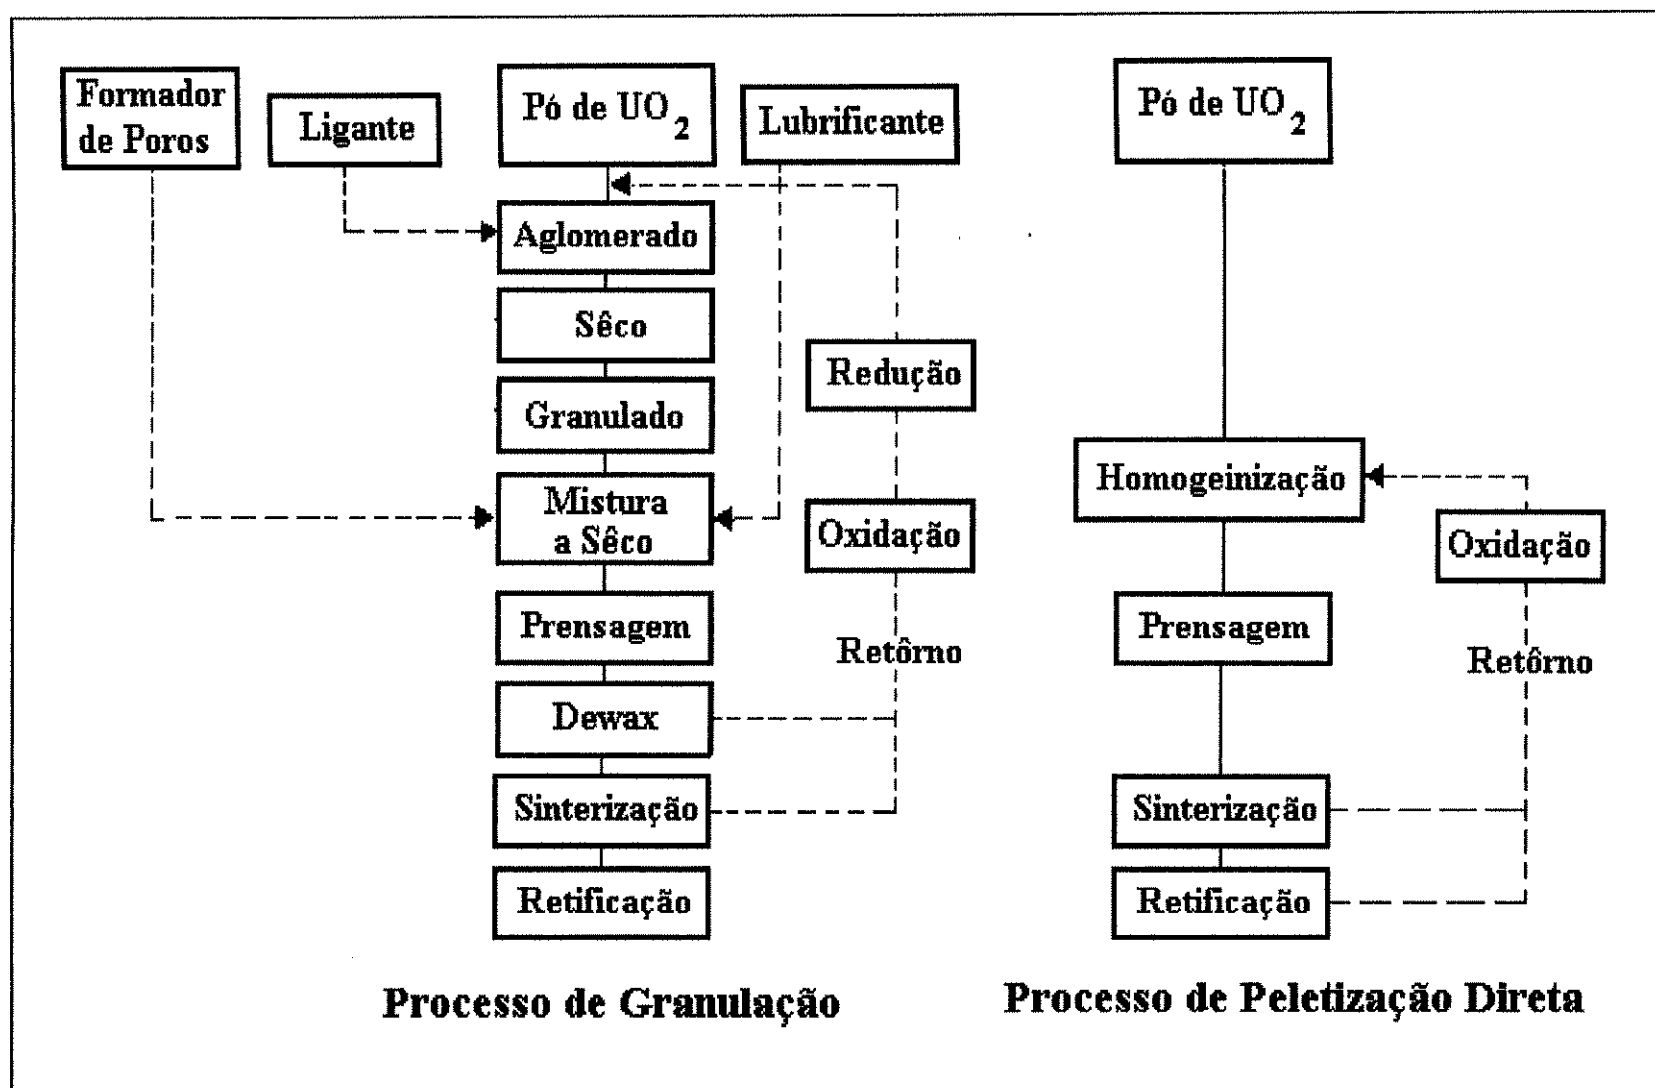 Formador
de Poros
Ligante
Pó de UO2
Lubrificante
Aglomerado
Sêco
Granulado
Mistura
a Sêco
Prensagem
Dewax
Sinterização
Retificação
Redução
Oxidação
Retôrno
Processo de Granulação
Pó de UO2
Homogeinização
Prensagem
Sinterização
Retificação
Oxidação
Retôrno
Processo de Peletização Direta